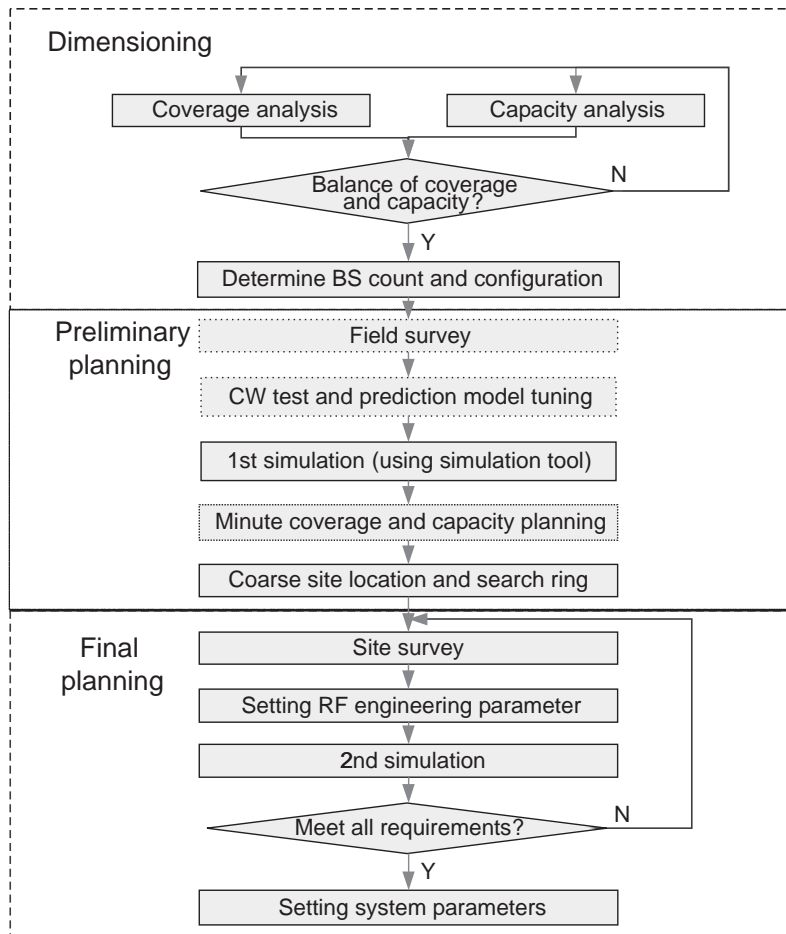 Dimensioning
Coverage analysis
Capacity analysis
Balance of coverage
and capacity?
N
Y
Determine BS count and configuration
Preliminary
planning
Field survey
CW test and prediction model tuning
1st simulation (using simulation tool)
Minute coverage and capacity planning
Coarse site location and search ring
Final
planning
Site survey
Setting RF engineering parameter
2nd simulation
Meet all requirements?
N
Y
Setting system parameters